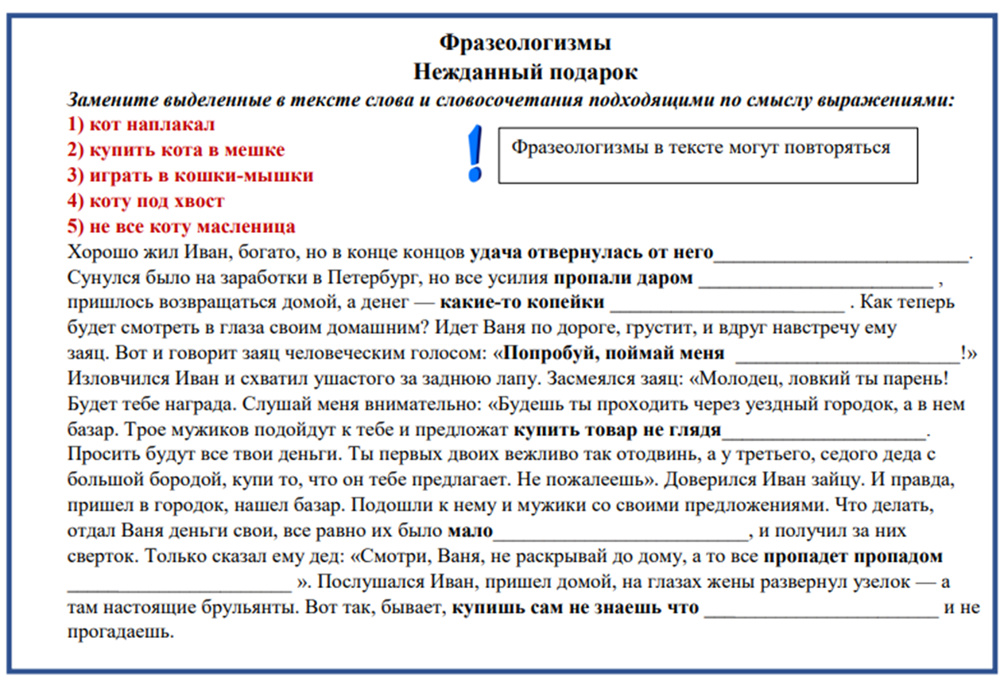 Фразеологизмы
Нежданный подарок
Замените выделенные в тексте слова и словосочетания подходящими по смыслу выражениями:
1) кот наплакал
2) купить кота в мешке
3) играть в кошки-мышки
4) коту под хвост
5) не все коту масленица
! Фразеологизмы в тексте могут повторяться
Хорошо жил Иван, богато, но в конце концов удача отвернулась от него__________________________.
Сунулся было на заработки в Петербург, но все усилия пропали даром ________________________ ,
пришлось возвращаться домой, а денег — какие-то копейки ________________________ . Как теперь
будет смотреть в глаза своим домашним? Идет Ваня по дороге, грустит, и вдруг навстречу ему
заяц. Вот и говорит заяц человеческим голосом: «Попробуй, поймай меня _______________________!»
Изловчился Иван и схватил ушастого за заднюю лапу. Засмеялся заяц: «Молодец, ловкий ты парень!
Будет тебе награда. Слушай меня внимательно: «Будешь ты проходить через уездный городок, а в нем
базар. Трое мужиков подойдут к тебе и предложат купить товар не глядя_____________________.
Просить будут все твои деньги. Ты первых двоих вежливо так отодвинь, а у третьего, седого деда с
большой бородой, купи то, что он тебе предлагает. Не пожалеешь». Доверился Иван зайцу. И правда,
пришел в городок, нашел базар. Подошли к нему и мужики со своими предложениями. Что делать,
отдал Ваня деньги свои, все равно их было мало__________________________, и получил за них
сверток. Только сказал ему дед: «Смотри, Ваня, не раскрывай до дому, а то все пропадет пропадом
_______________________ ». Послушался Иван, пришел домой, на глазах жены развернул узелок — а
там настоящие брульянты. Вот так, бывает, купишь сам не знаешь что ________________________ и не
прогадаешь.